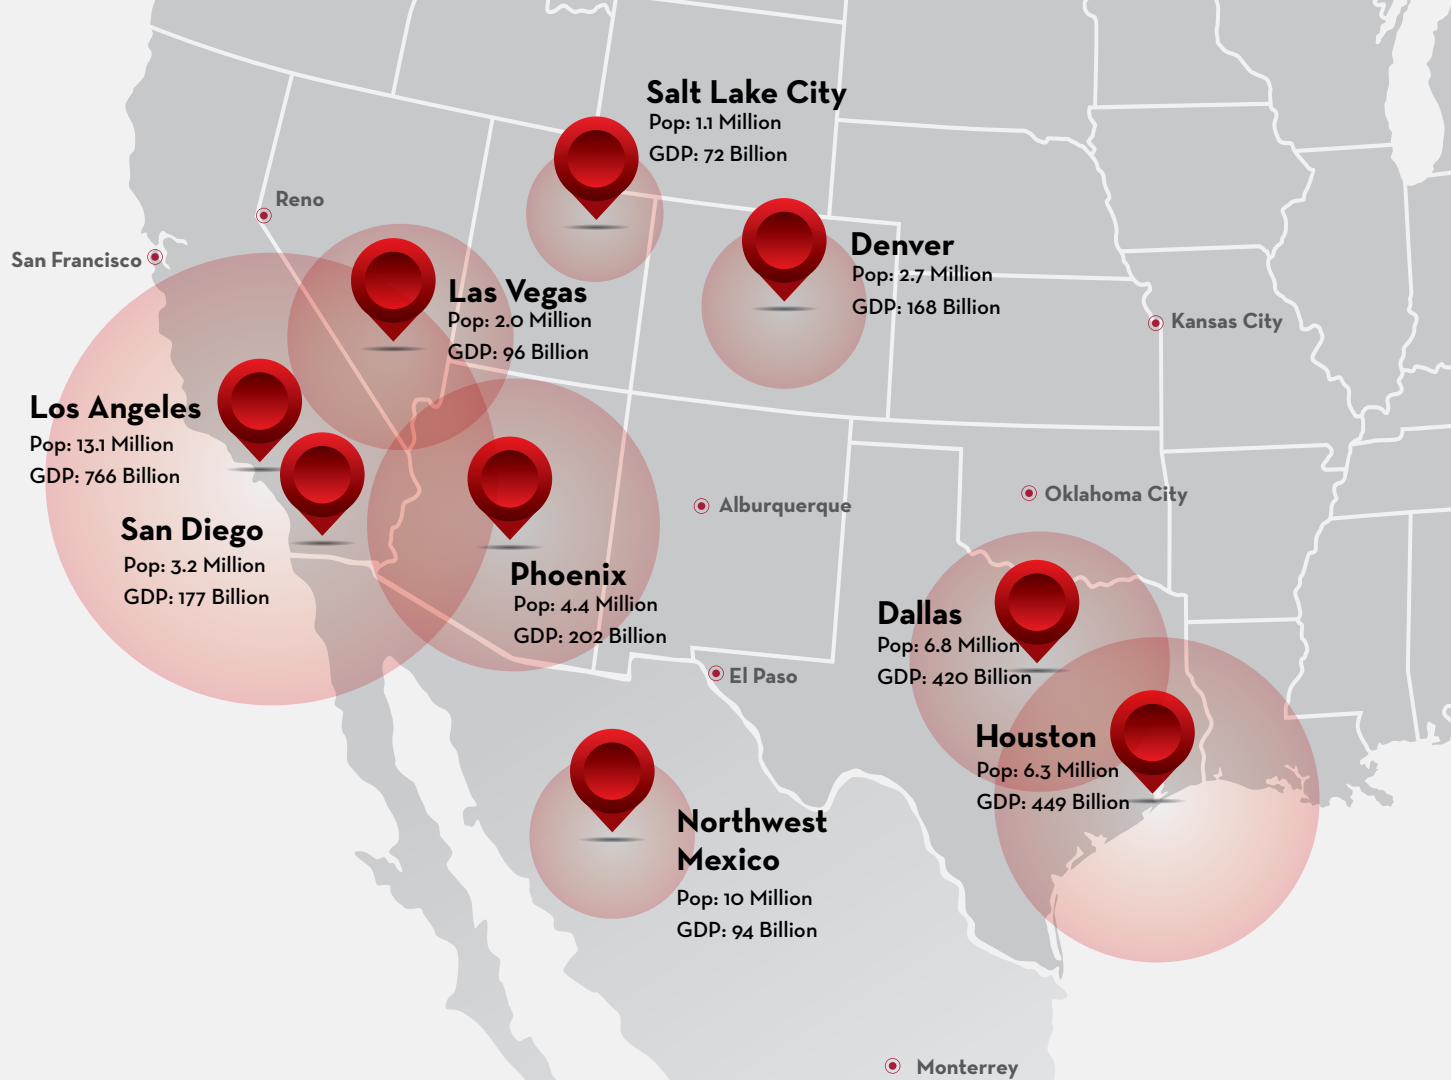 Salt Lake City
Pop: 1.1 Million
GDP: 72 Billion
Reno
San Francisco
Denver
Pop: 2.7 Million
GDP: 168 Billion
Las Vegas
Pop: 2.0 Million
GDP: 96 Billion
Kansas City
Los Angeles
Pop: 13.1 Million
GDP: 766 Billion
San Diego
Pop: 3.2 Million
GDP: 177 Billion
Alburquerque
Oklahoma City
Phoenix
Pop: 4.4 Million
GDP: 202 Billion
Dallas
Pop: 6.8 Million
GDP: 420 Billion
El Paso
Houston
Pop: 6.3 Million
GDP: 449 Billion
Northwest
Mexico
Pop: 10 Million
GDP: 94 Billion
Monterrey